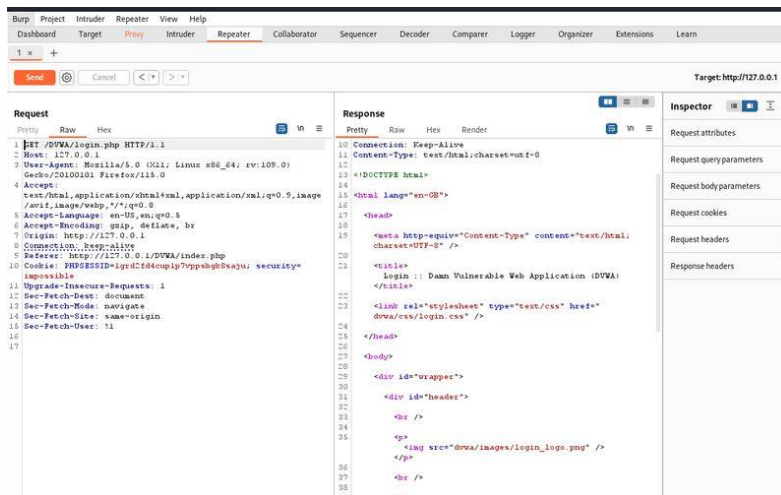 Burp Project Intruder Repeater View Help
Dashboard Target Proxy Intruder Repeater Collaborator Sequencer Decoder Comparer Logger Organizer Extensions Learn
1 × +
Send Cancel < > Target: http://127.0.0.1
Request
Pretty Raw Hex \n
1 GET /DVWA/login.php HTTP/1.1
2 Host: 127.0.0.1
3 User-Agent: Mozilla/5.0 (X11; Linux x86_64; rv:109.0)
Gecko/20100101 Firefox/115.0
4 Accept:
text/html,application/xhtml+xml,application/xml;q=0.9,image
/avif,image/webp,*/*;q=0.8
5 Accept-Language: en-US,en;q=0.5
6 Accept-Encoding: gzip, deflate, br
7 Origin: http://127.0.0.1
8 Connection: keep-alive
9 Referer: http://127.0.0.1/DVWA/index.php
10 Cookie: security=
impossible
11 Upgrade-Insecure-Requests: 1
12 Sec-Fetch-Dest: document
13 Sec-Fetch-Mode: navigate
14 Sec-Fetch-Site: same-origin
15 Sec-Fetch-User: ?1
16
17
Response
Pretty Raw Hex Render \n
10 Connection: Keep-Alive
11 Content-Type: text/html;charset=utf-8
12
13 <!DOCTYPE html>
14
15 <html lang="en-GB">
16
17 <head>
18
19 <meta http-equiv="Content-Type" content="text/html;
charset=UTF-8" />
20
21 <title>
Login :: Damn Vulnerable Web Application (DVWA)
</title>
22
23 <link rel="stylesheet" type="text/css" href="
dvwa/css/login.css" />
24
25 </head>
26
27 <body>
28
29 <div id="wrapper">
30
31 <div id="header">
32
33 <br />
34
35 <p>
<img src="dvwa/images/login_logo.png" />
</p>
36
37 <br />
38
Inspector
Request attributes
Request query parameters
Request body parameters
Request cookies
Request headers
Response headers